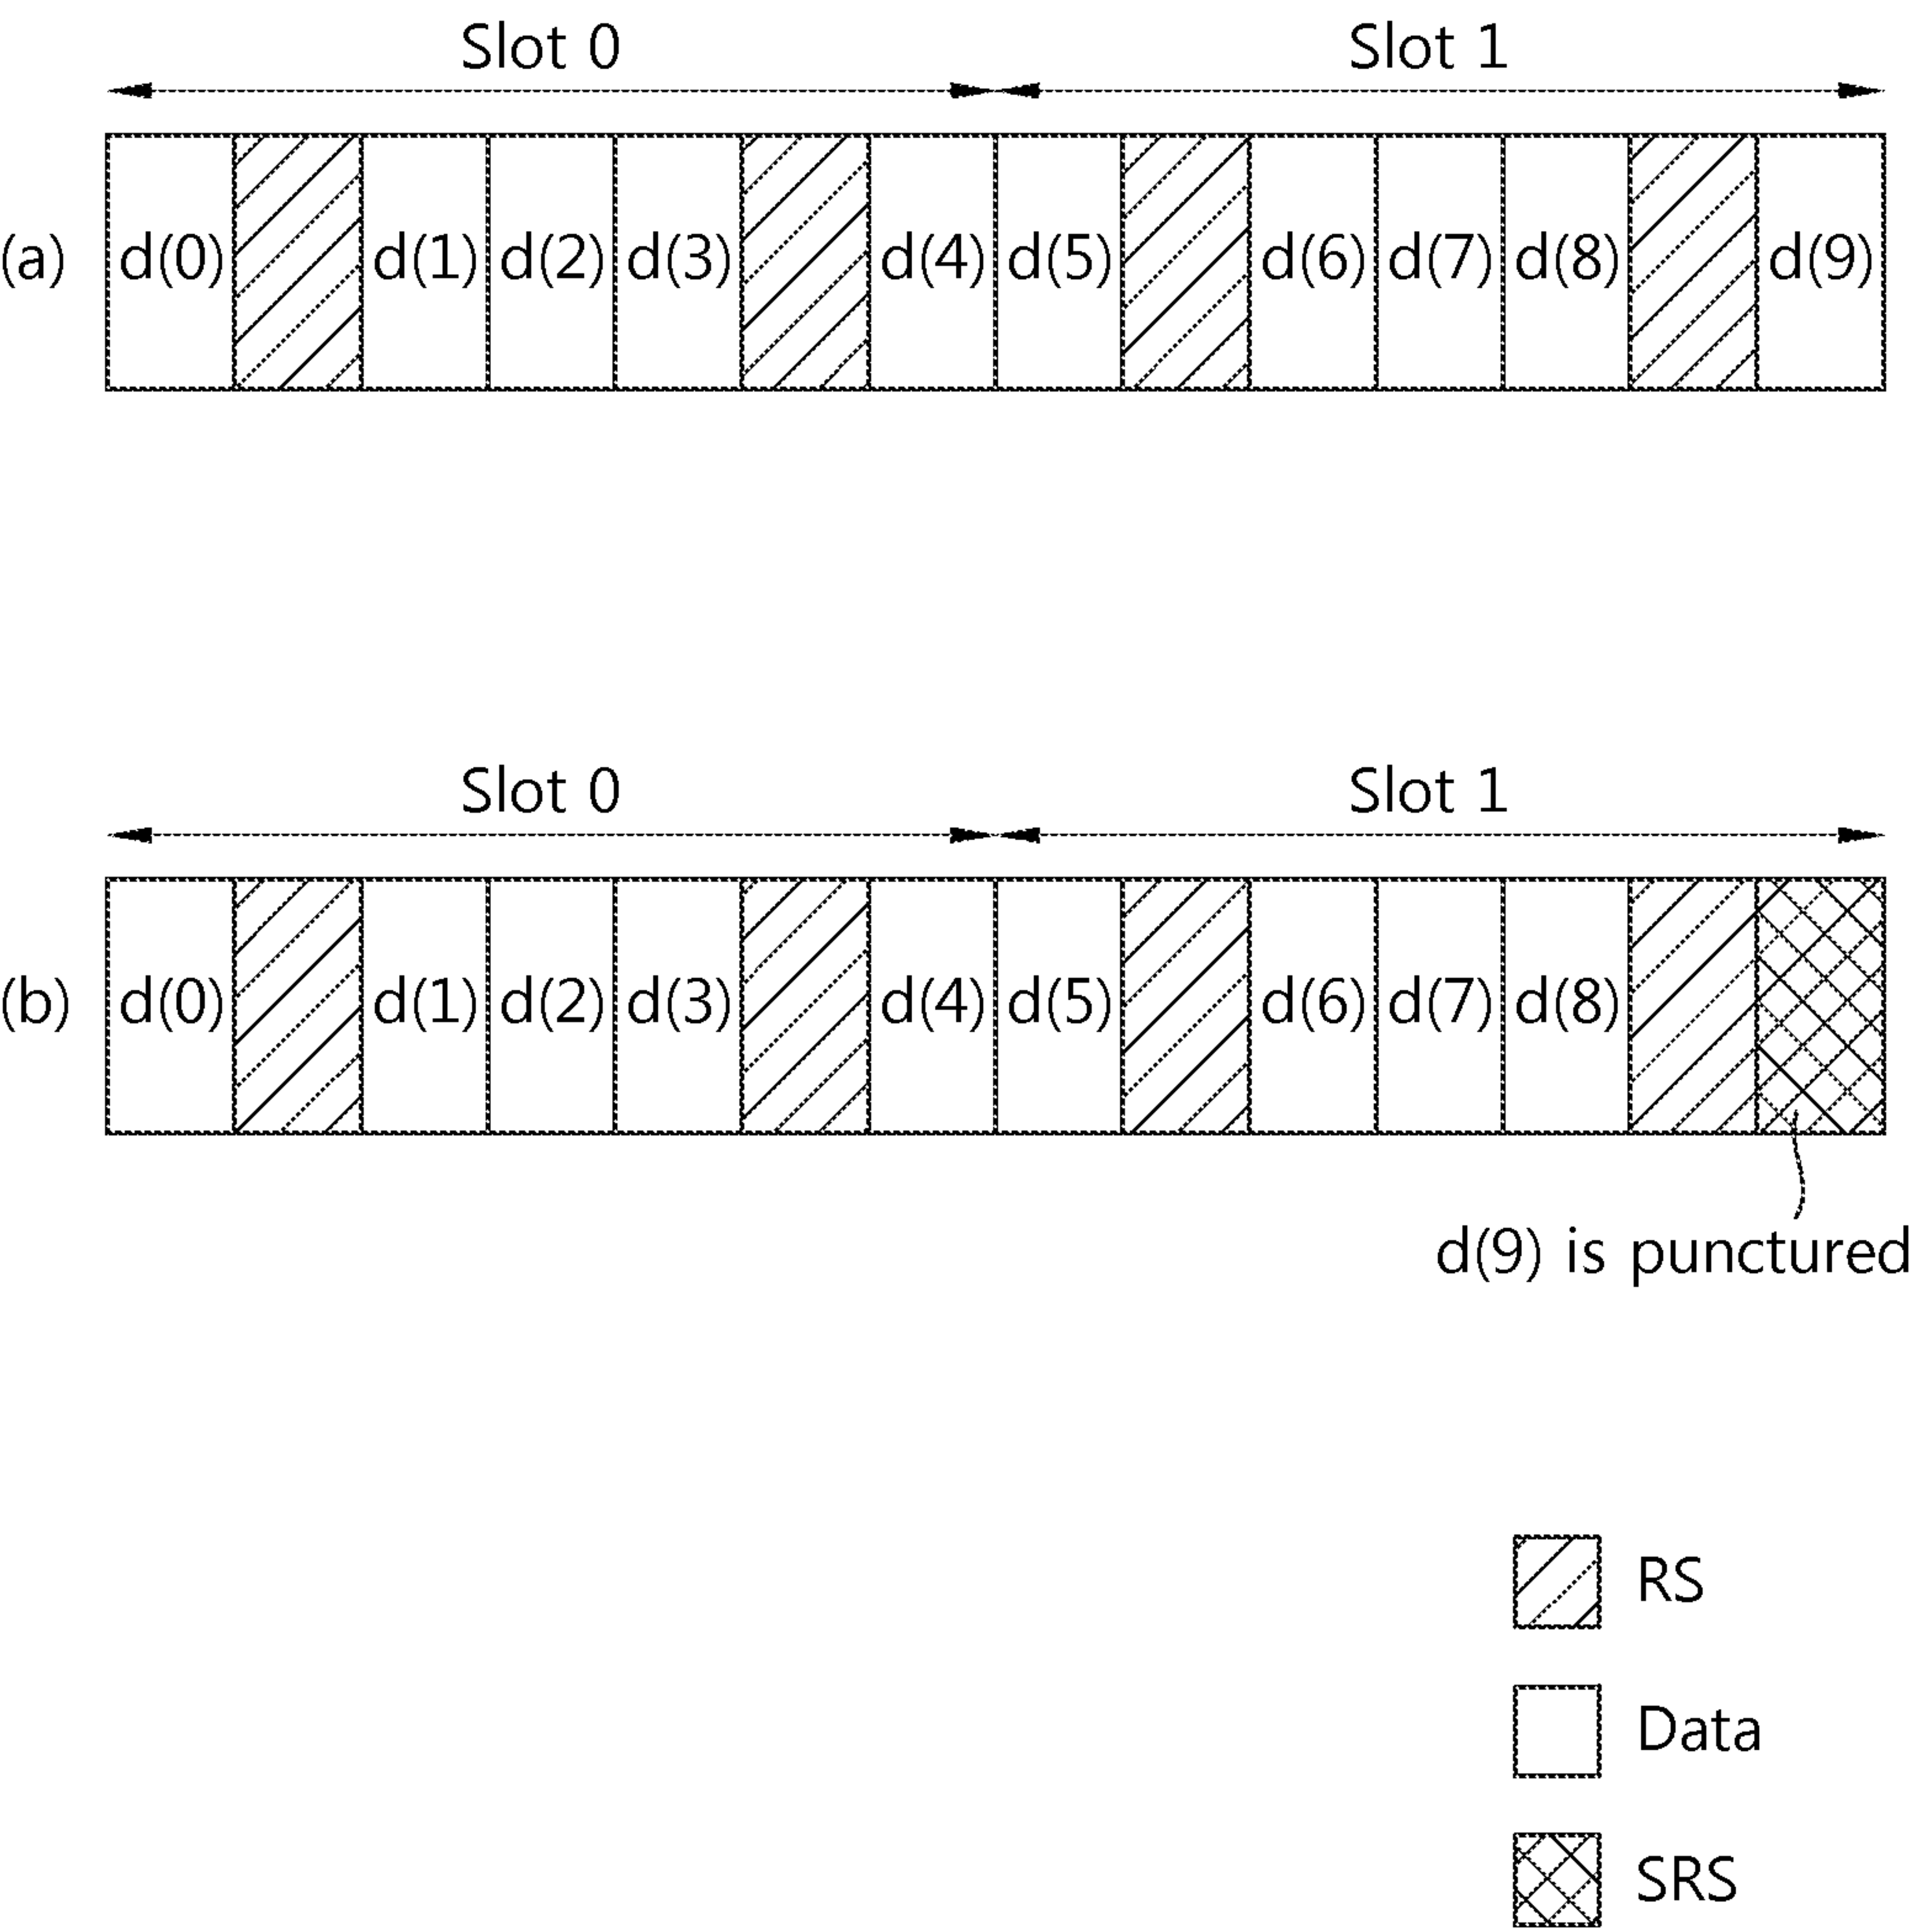 Slot 0 Slot 1
(a) d(0) d(1) d(2) d(3) d(4) d(5) d(6) d(7) d(8) d(9)
Slot 0 Slot 1
(b) d(0) d(1) d(2) d(3) d(4) d(5) d(6) d(7) d(8)
d(9) is punctured
RS
Data
SRS